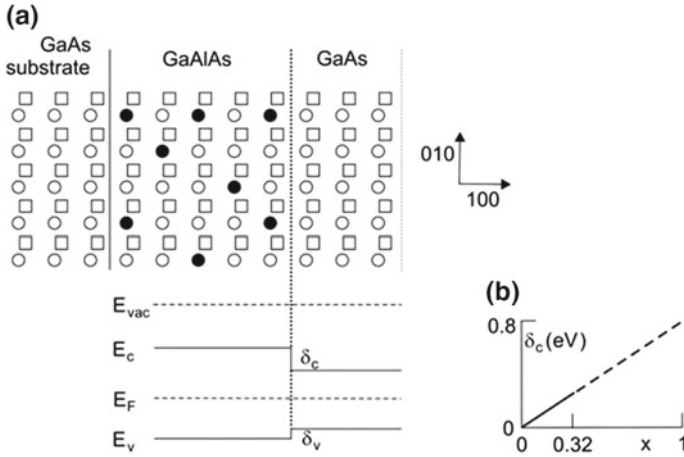 (a)
GaAs
substrate
GaAlAs
GaAs
010
100
E_vac
E_c
δ_c
E_F
E_v
δ_v
(b)
0.8
δ_c (eV)
0
0
0.32
x
1